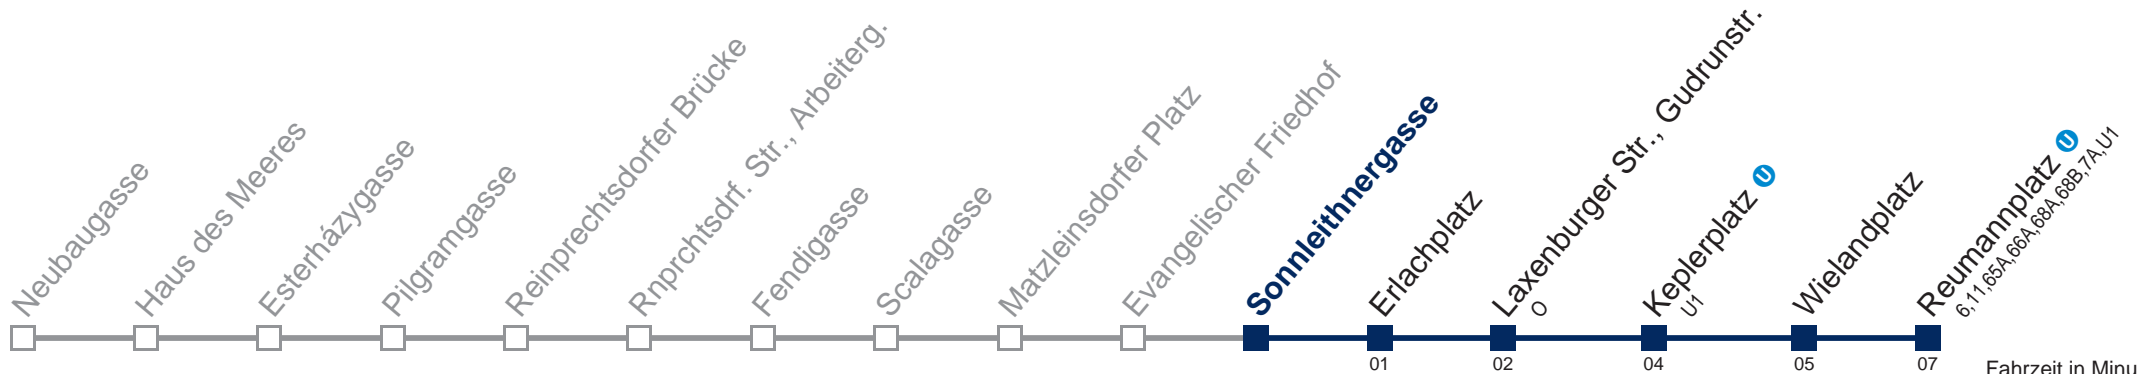 Neubaugasse
Haus des Meeres
Esterházygasse
Pilgramgasse
Reinprechtsdorfer Brücke
Rnprchtsdrf. Str., Arbeiterg.
Fendigasse
Scalagasse
Matzleinsdorfer Platz
Evangelischer Friedhof
Sonnleithnergasse
Erlachplatz
Laxenburger Str., Gudrunstr.
O
Keplerplatz U
U1
Wielandplatz
Reumannplatz U
6,11,65A,66A,68A,68B,7A,U1
01
02
04
05
07
Fahrzeit in Minu